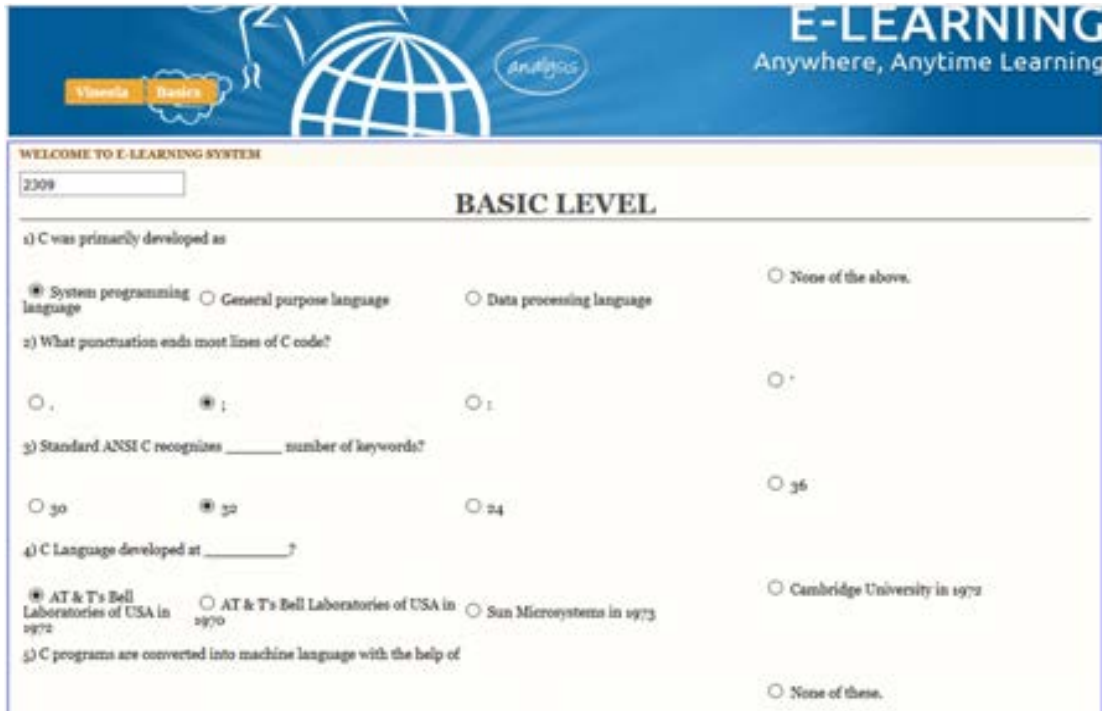 E-LEARNING
Anywhere, Anytime Learning
analysis
Vineela Basics
WELCOME TO E-LEARNING SYSTEM
2309
BASIC LEVEL
1) C was primarily developed as
System programming language
General purpose language
Data processing language
None of the above.
2) What punctuation ends most lines of C code?
.
;
:
'
3) Standard ANSI C recognizes _______ number of keywords?
30
32
24
36
4) C Language developed at __________?
AT & T's Bell Laboratories of USA in 1972
AT & T's Bell Laboratories of USA in 1970
Sun Microsystems in 1973
Cambridge University in 1972
5) C programs are converted into machine language with the help of
None of these.